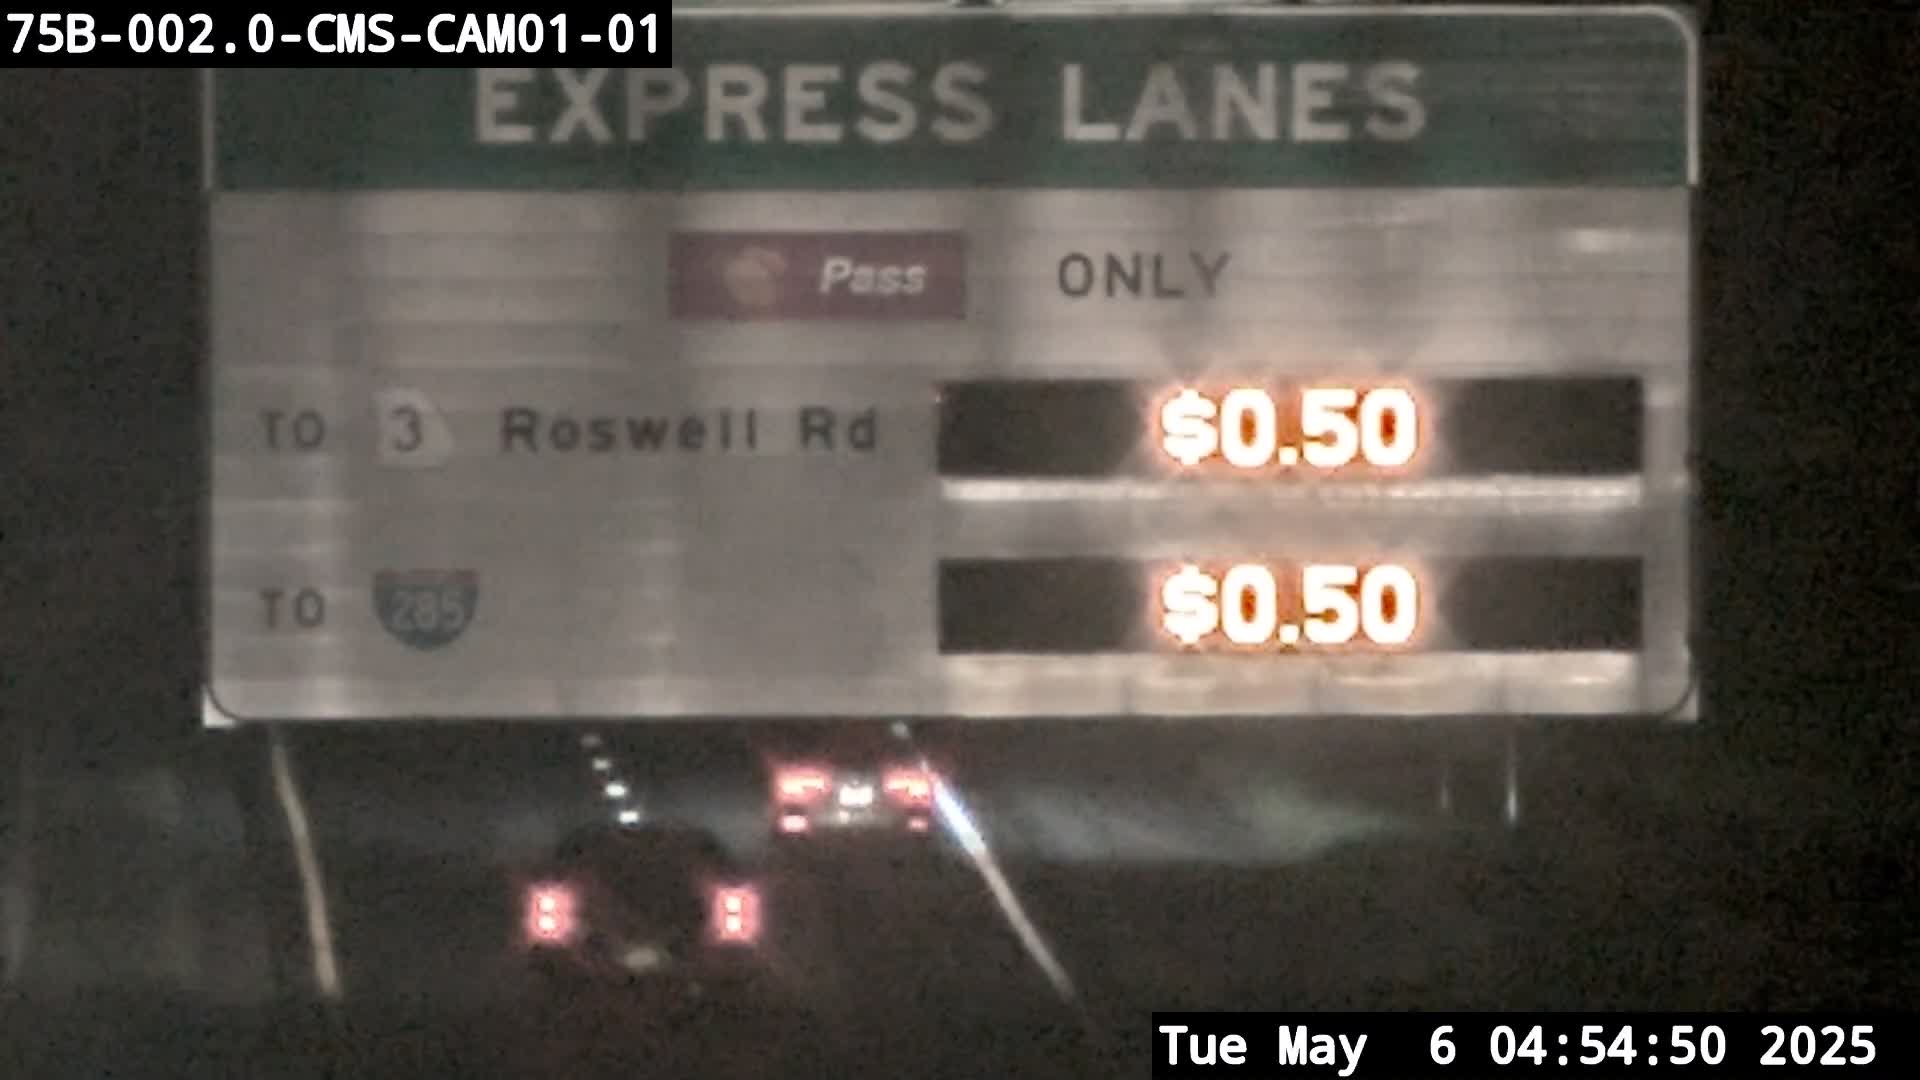 75B-002.0-CMS-CAM01-01
EXPRESS LANES
Pass ONLY
TO 3 Roswell Rd $0.50
TO 285 $0.50
Tue May 6 04:54:50 2025